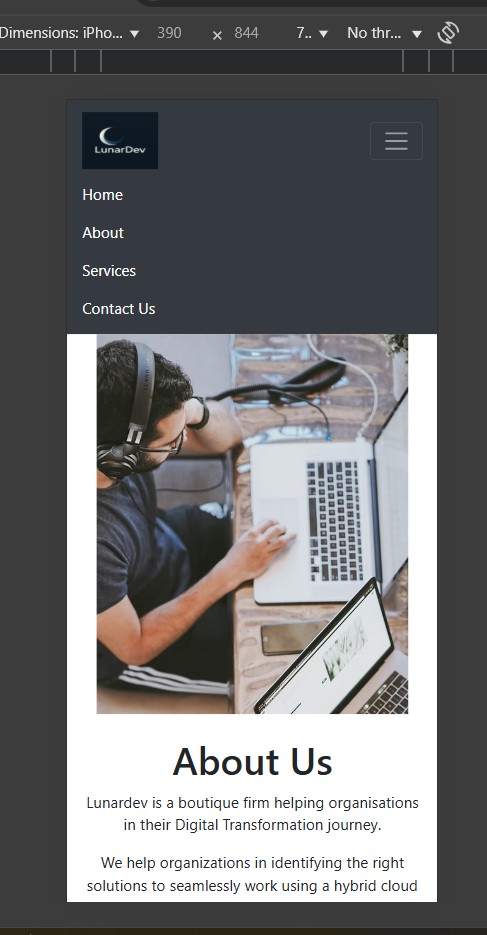 Dimensions: iPho... 390 × 844 7.. No thr...
LunarDev
Home
About
Services
Contact Us
About Us
Lunardev is a boutique firm helping organisations
in their Digital Transformation journey.
We help organizations in identifying the right
solutions to seamlessly work using a hybrid cloud